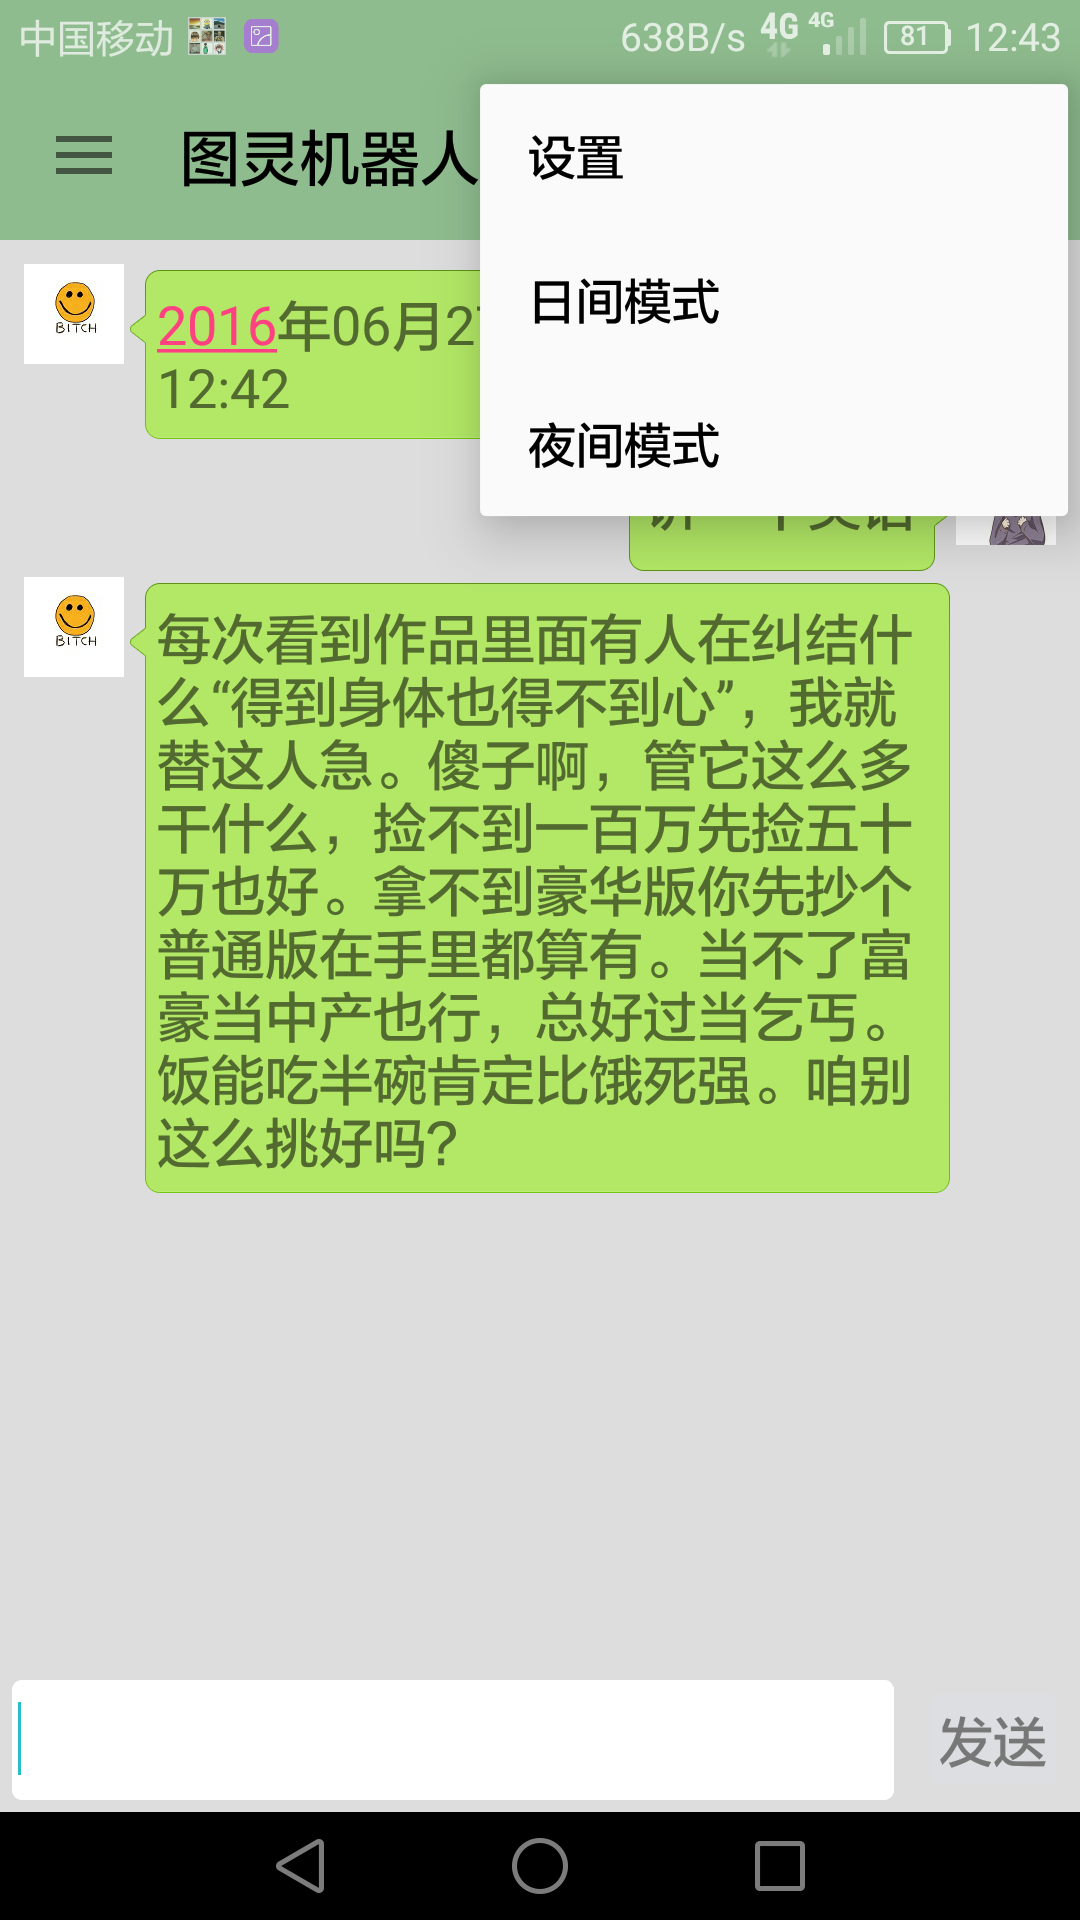 中国移动 638B/s 4G 4G 81 12:43
图灵机器人
设置
日间模式
夜间模式
BITCH
2016年06月27
12:42
讲一个笑话
BITCH
每次看到作品里面有人在纠结什
么“得到身体也得不到心”，我就
替这人急。傻子啊，管它这么多
干什么，捡不到一百万先捡五十
万也好。拿不到豪华版你先抄个
普通版在手里都算有。当不了富
豪当中产也行，总好过当乞丐。
饭能吃半碗肯定比饿死强。咱别
这么挑好吗？
发送